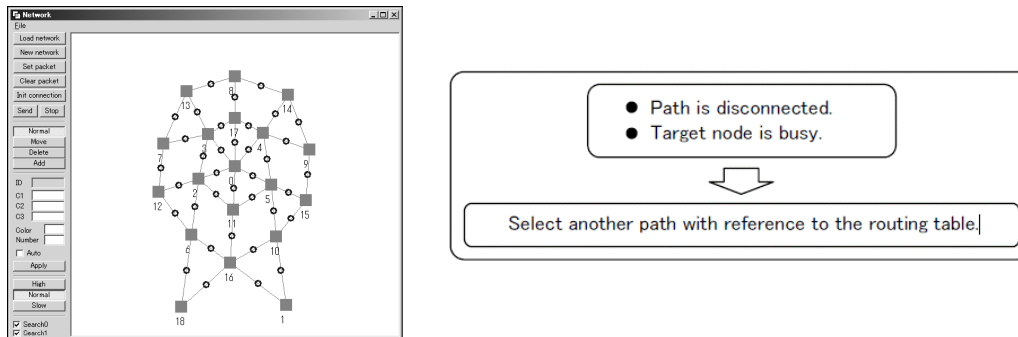 Network
File
Load network
New network
Set packet
Clear packet
Init connection
Send Stop
Normal
Move
Delete
Add
ID
C1
C2
C3
Color
Number
Auto
Apply
High
Normal
Slow
Search0
Search1
8
13
14
17
3
4
7
9
0
2
5
12
15
11
6
10
16
18
1
● Path is disconnected.
● Target node is busy.
Select another path with reference to the routing table.